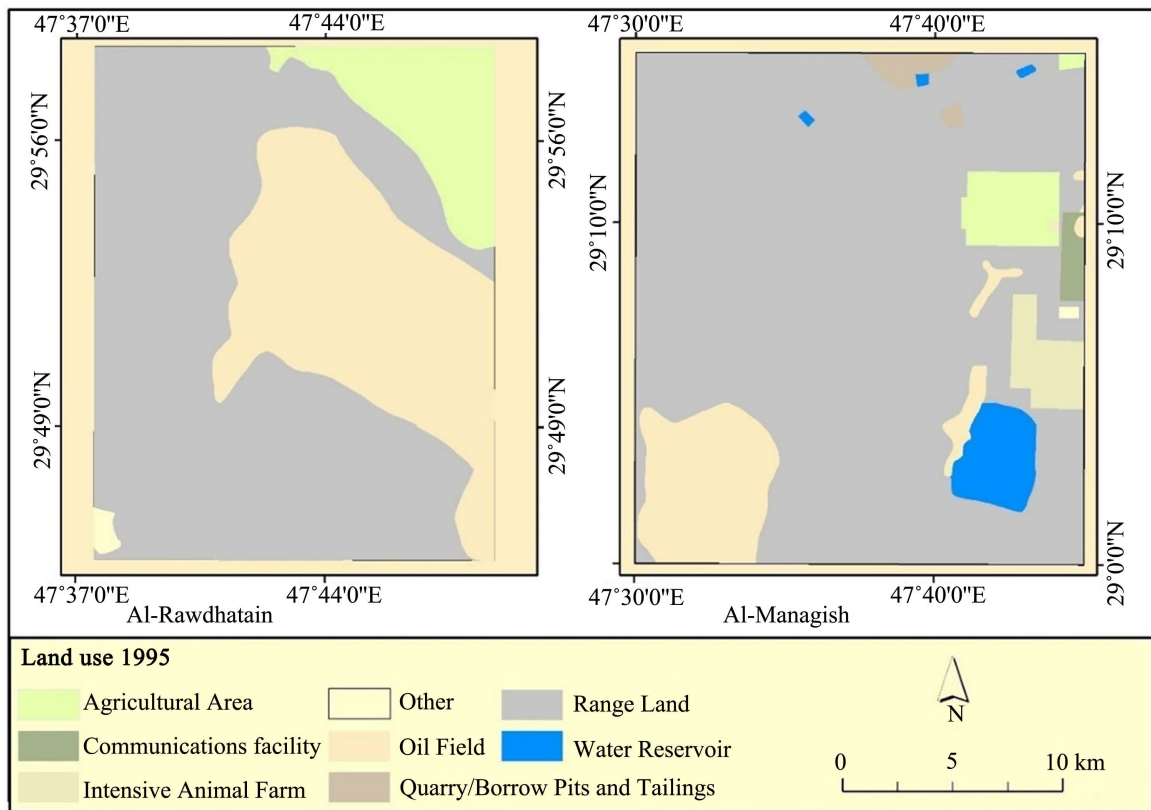 47°37'0"E 47°44'0"E 47°30'0"E 47°40'0"E
29°56'0"N 29°56'0"N 29°10'0"N 29°10'0"N
29°49'0"N 29°49'0"N 29°0'0"N
47°37'0"E 47°44'0"E 47°30'0"E 47°40'0"E
Al-Rawdhatain Al-Managish
Land use 1995
Agricultural Area Other Range Land
Communications facility Oil Field Water Reservoir
Intensive Animal Farm Quarry/Borrow Pits and Tailings
N
0 5 10 km